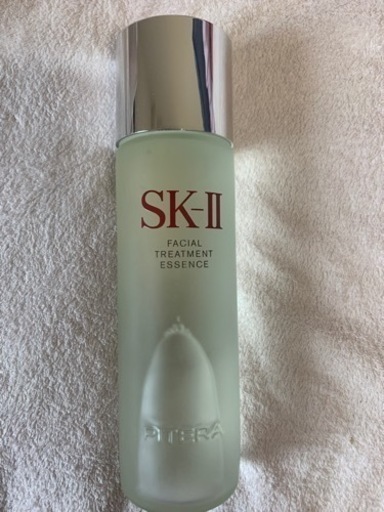 SK-II
FACIAL
TREATMENT
ESSENCE
PITERA